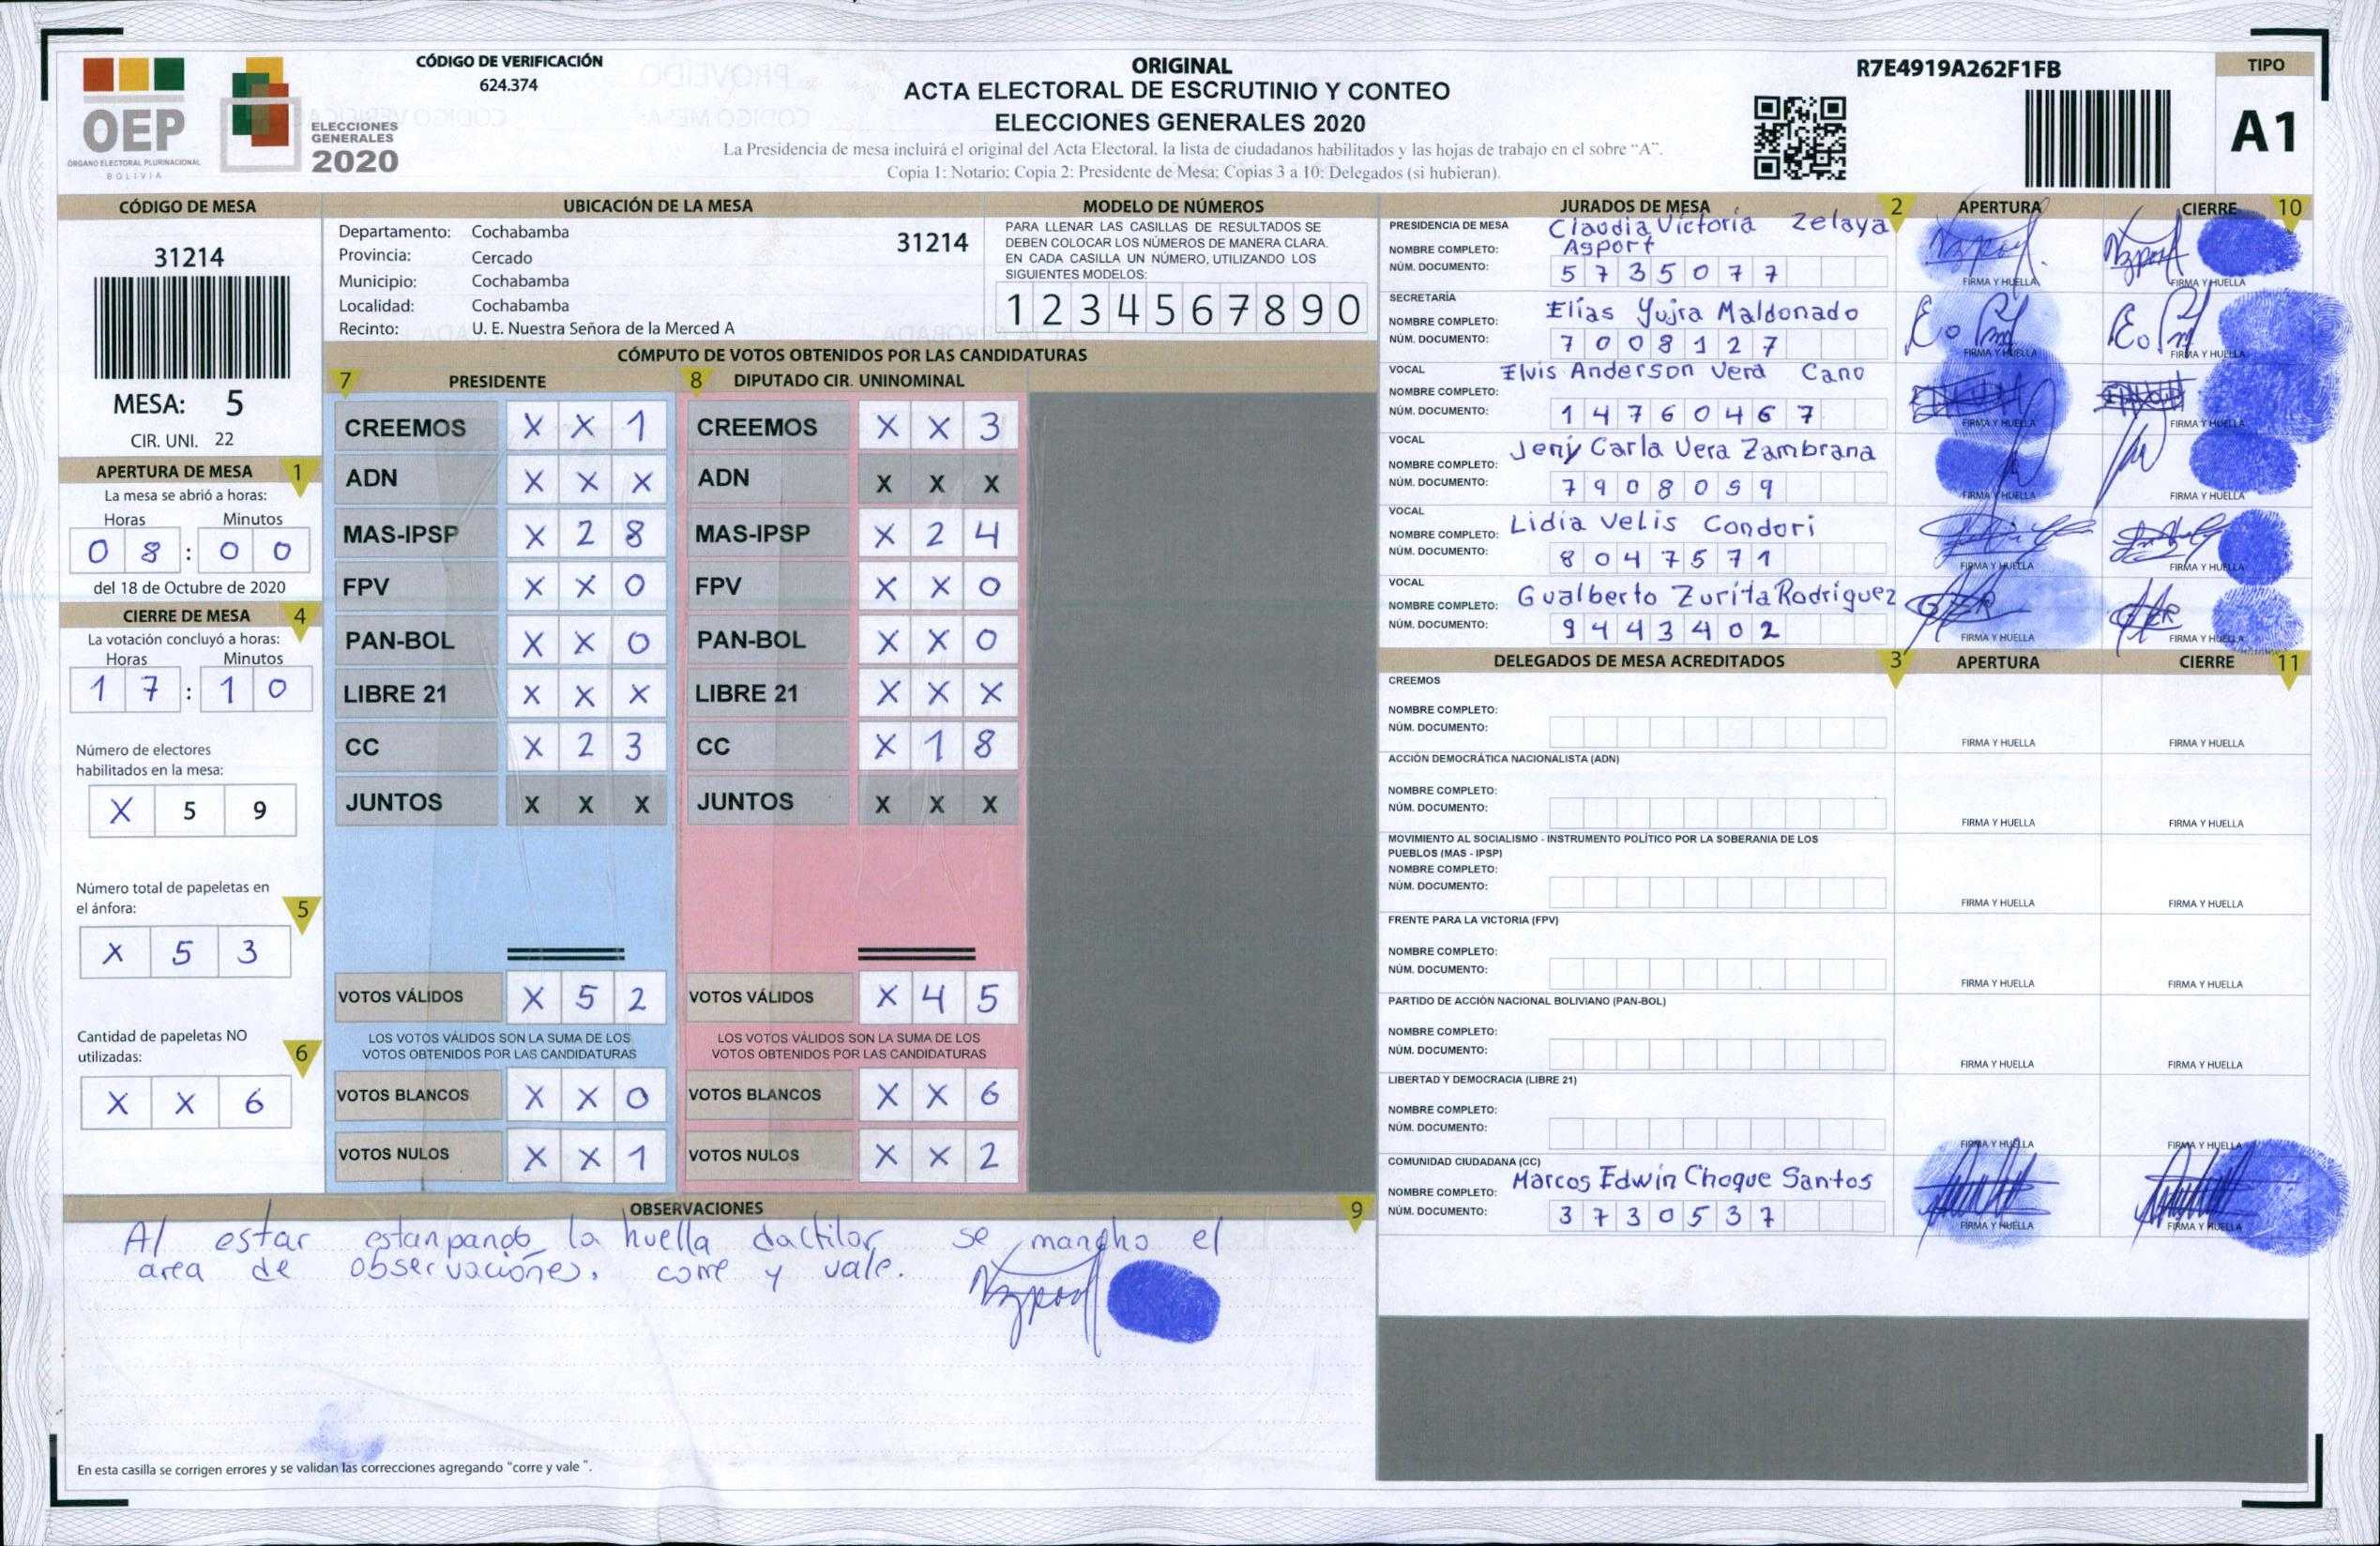 OEP
ÓRGANO ELECTORAL PLURINACIONAL
BOLIVIA
ELECCIONES
GENERALES
2020
CÓDIGO DE VERIFICACIÓN
624.374
ORIGINAL
ACTA ELECTORAL DE ESCRUTINIO Y CONTEO
ELECCIONES GENERALES 2020
La Presidencia de mesa incluirá el original del Acta Electoral, la lista de ciudadanos habilitados y las hojas de trabajo en el sobre “A”.
Copia 1: Notario; Copia 2: Presidente de Mesa; Copias 3 a 10: Delegados (si hubieran).
R7E4919A262F1FB
TIPO
A1
CÓDIGO DE MESA
31214
MESA: 5
CIR. UNI. 22
APERTURA DE MESA 1
La mesa se abrió a horas:
Horas Minutos
0 8 : 0 0
del 18 de Octubre de 2020
CIERRE DE MESA 4
La votación concluyó a horas:
Horas Minutos
1 7 : 1 0
Número de electores
habilitados en la mesa:
X 5 9
Número total de papeletas en
el ánfora: 5
X 5 3
Cantidad de papeletas NO
utilizadas: 6
X X 6
UBICACIÓN DE LA MESA
Departamento: Cochabamba
Provincia: Cercado
Municipio: Cochabamba
Localidad: Cochabamba
Recinto: U. E. Nuestra Señora de la Merced A
31214
MODELO DE NÚMEROS
PARA LLENAR LAS CASILLAS DE RESULTADOS SE
DEBEN COLOCAR LOS NÚMEROS DE MANERA CLARA.
EN CADA CASILLA UN NÚMERO, UTILIZANDO LOS
SIGUIENTES MODELOS:
1 2 3 4 5 6 7 8 9 0
CÓMPUTO DE VOTOS OBTENIDOS POR LAS CANDIDATURAS
7 PRESIDENTE
CREEMOS X X 1
ADN X X X
MAS-IPSP X 2 8
FPV X X 0
PAN-BOL X X 0
LIBRE 21 X X X
CC X 2 3
JUNTOS X X X
VOTOS VÁLIDOS X 5 2
LOS VOTOS VÁLIDOS SON LA SUMA DE LOS
VOTOS OBTENIDOS POR LAS CANDIDATURAS
VOTOS BLANCOS X X 0
VOTOS NULOS X X 1
8 DIPUTADO CIR. UNINOMINAL
CREEMOS X X 3
ADN X X X
MAS-IPSP X 2 4
FPV X X 0
PAN-BOL X X 0
LIBRE 21 X X X
CC X 1 8
JUNTOS X X X
VOTOS VÁLIDOS X 4 5
LOS VOTOS VÁLIDOS SON LA SUMA DE LOS
VOTOS OBTENIDOS POR LAS CANDIDATURAS
VOTOS BLANCOS X X 6
VOTOS NULOS X X 2
OBSERVACIONES 9
Al estar estanpando la huella dactilar se mancho el
area de observaciones, corre y vale.
En esta casilla se corrigen errores y se validan las correcciones agregando "corre y vale ".
JURADOS DE MESA 2 APERTURA CIERRE 10
PRESIDENCIA DE MESA Claudia Victoria Zelaya
NOMBRE COMPLETO: Asport
NÚM. DOCUMENTO: 5 7 3 5 0 7 7
FIRMA Y HUELLA FIRMA Y HUELLA
SECRETARÍA
NOMBRE COMPLETO: Elías Yujra Maldonado
NÚM. DOCUMENTO: 7 0 0 8 1 2 7
FIRMA Y HUELLA FIRMA Y HUELLA
VOCAL Elvis Anderson Vera Cano
NOMBRE COMPLETO:
NÚM. DOCUMENTO: 1 4 7 6 0 4 6 7
FIRMA Y HUELLA FIRMA Y HUELLA
VOCAL
NOMBRE COMPLETO: Jeny Carla Vera Zambrana
NÚM. DOCUMENTO: 7 9 0 8 0 5 9
FIRMA Y HUELLA FIRMA Y HUELLA
VOCAL
NOMBRE COMPLETO: Lidia Velis Condori
NÚM. DOCUMENTO: 8 0 4 7 5 7 1
FIRMA Y HUELLA FIRMA Y HUELLA
VOCAL
NOMBRE COMPLETO: Gualberto Zurita Rodriguez
NÚM. DOCUMENTO: 9 4 4 3 4 0 2
FIRMA Y HUELLA FIRMA Y HUELLA
DELEGADOS DE MESA ACREDITADOS 3 APERTURA CIERRE 11
CREEMOS
NOMBRE COMPLETO:
NÚM. DOCUMENTO:
FIRMA Y HUELLA FIRMA Y HUELLA
ACCIÓN DEMOCRÁTICA NACIONALISTA (ADN)
NOMBRE COMPLETO:
NÚM. DOCUMENTO:
FIRMA Y HUELLA FIRMA Y HUELLA
MOVIMIENTO AL SOCIALISMO - INSTRUMENTO POLÍTICO POR LA SOBERANIA DE LOS
PUEBLOS (MAS - IPSP)
NOMBRE COMPLETO:
NÚM. DOCUMENTO:
FIRMA Y HUELLA FIRMA Y HUELLA
FRENTE PARA LA VICTORIA (FPV)
NOMBRE COMPLETO:
NÚM. DOCUMENTO:
FIRMA Y HUELLA FIRMA Y HUELLA
PARTIDO DE ACCIÓN NACIONAL BOLIVIANO (PAN-BOL)
NOMBRE COMPLETO:
NÚM. DOCUMENTO:
FIRMA Y HUELLA FIRMA Y HUELLA
LIBERTAD Y DEMOCRACIA (LIBRE 21)
NOMBRE COMPLETO:
NÚM. DOCUMENTO:
FIRMA Y HUELLA FIRMA Y HUELLA
COMUNIDAD CIUDADANA (CC)
NOMBRE COMPLETO: Marcos Edwin Choque Santos
NÚM. DOCUMENTO: 3 7 3 0 5 3 7
FIRMA Y HUELLA FIRMA Y HUELLA